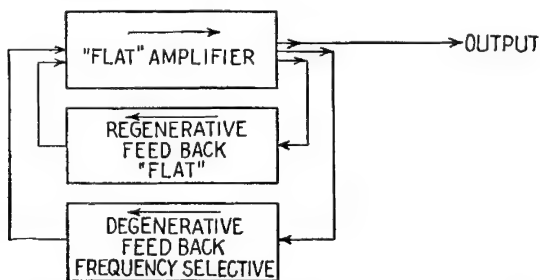 "FLAT" AMPLIFIER
OUTPUT
REGENERATIVE
FEED BACK
"FLAT"
DEGENERATIVE
FEED BACK
FREQUENCY SELECTIVE